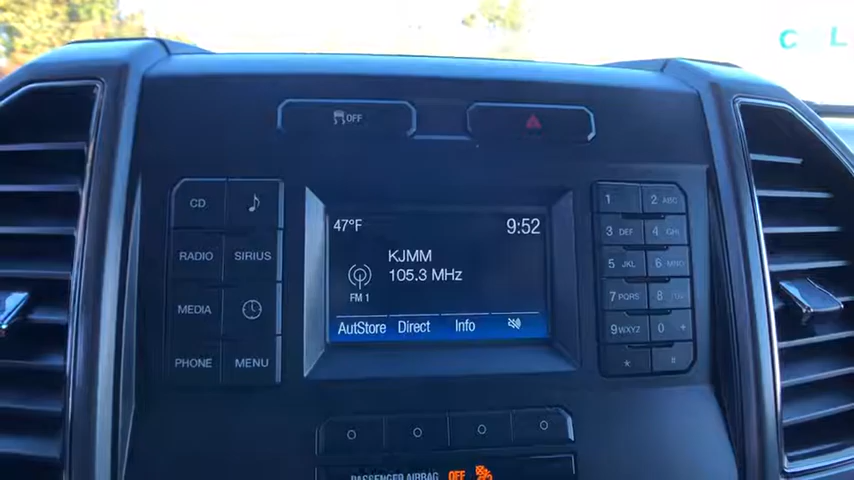 OFF
CD
RADIO SIRIUS
MEDIA
PHONE MENU
47°F 9:52
KJMM
105.3 MHz
FM 1
AutStore Direct Info
1 2 ABC
3 DEF 4 GHI
5 JKL 6 MNO
7 PQRS 8 TUV
9 WXYZ 0 +
* #
PASSENGER AIRBAG OFF